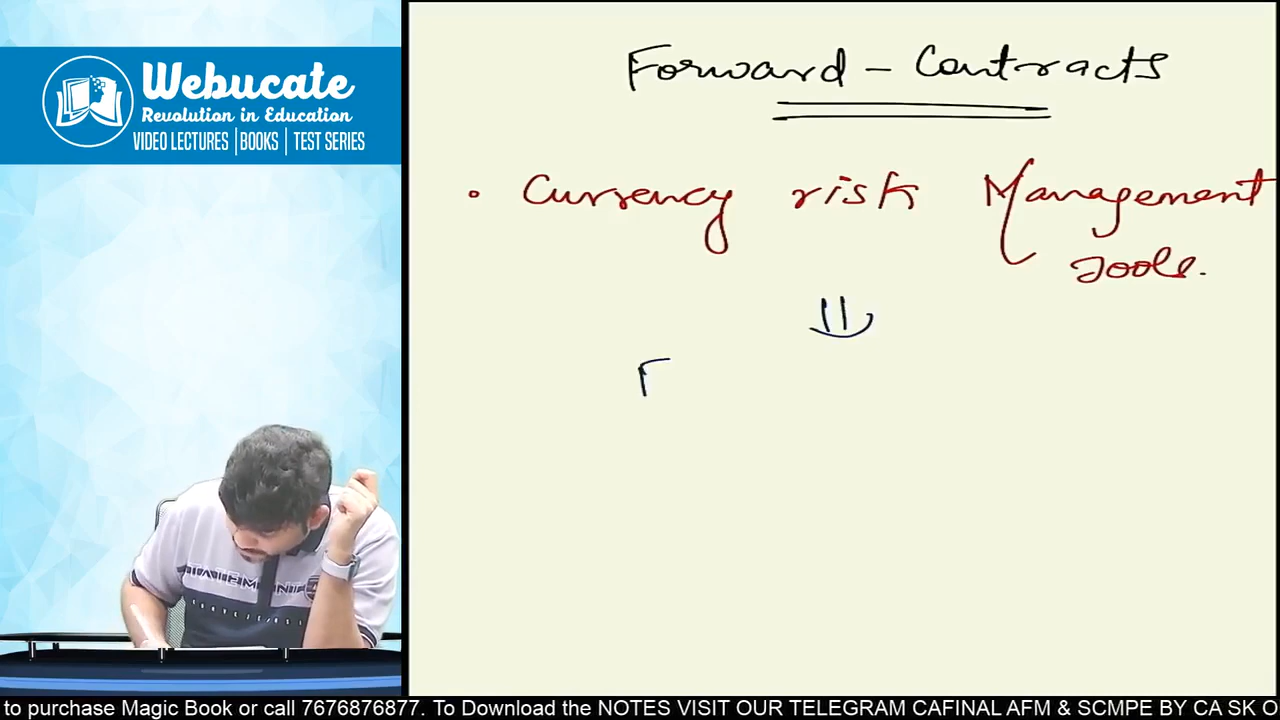 Webucate
Revolution in Education
VIDEO LECTURES | BOOKS | TEST SERIES
Forward - Contracts
• Currency risk Management
Tools.
to purchase Magic Book or call 7676876877. To Download the NOTES VISIT OUR TELEGRAM CAFINAL AFM & SCMPE BY CA SK O